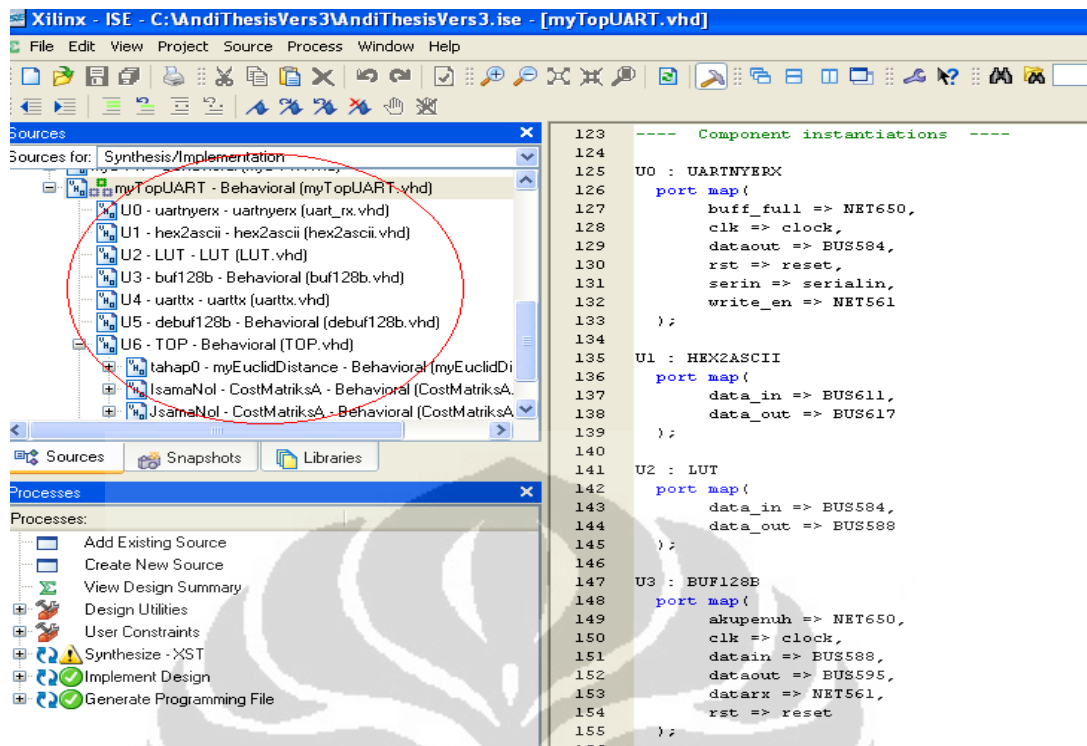 Xilinx - ISE - C:\AndiThesisVers3\AndiThesisVers3.ise - [myTopUART.vhd]
File Edit View Project Source Process Window Help
Sources
Sources for: Synthesis/Implementation
myTopUART - Behavioral (myTopUART.vhd)
U0 - uartnyerx - uartnyerx (uart_rx.vhd)
U1 - hex2ascii - hex2ascii (hex2ascii.vhd)
U2 - LUT - LUT (LUT.vhd)
U3 - buf128b - Behavioral (buf128b.vhd)
U4 - uarttx - uarttx (uarttx.vhd)
U5 - debuf128b - Behavioral (debuf128b.vhd)
U6 - TOP - Behavioral (TOP.vhd)
tahap0 - myEuclidDistance - Behavioral (myEuclidDi
IsamaNol - CostMatriksA - Behavioral (CostMatriksA.
JsamaNol - CostMatriksA - Behavioral (CostMatriksA
Sources Snapshots Libraries
Processes
Processes:
Add Existing Source
Create New Source
View Design Summary
Design Utilities
User Constraints
Synthesize - XST
Implement Design
Generate Programming File
123 ---- Component instantiations ----
124
125 U0 : UARTNYERX
126 port map(
127 buff_full => NET650,
128 clk => clock,
129 dataout => BUS584,
130 rst => reset,
131 serin => serialin,
132 write_en => NET561
133 );
134
135 U1 : HEX2ASCII
136 port map(
137 data_in => BUS611,
138 data_out => BUS617
139 );
140
141 U2 : LUT
142 port map(
143 data_in => BUS584,
144 data_out => BUS588
145 );
146
147 U3 : BUF128B
148 port map(
149 akupenuh => NET650,
150 clk => clock,
151 datain => BUS588,
152 dataout => BUS595,
153 datarx => NET561,
154 rst => reset
155 );